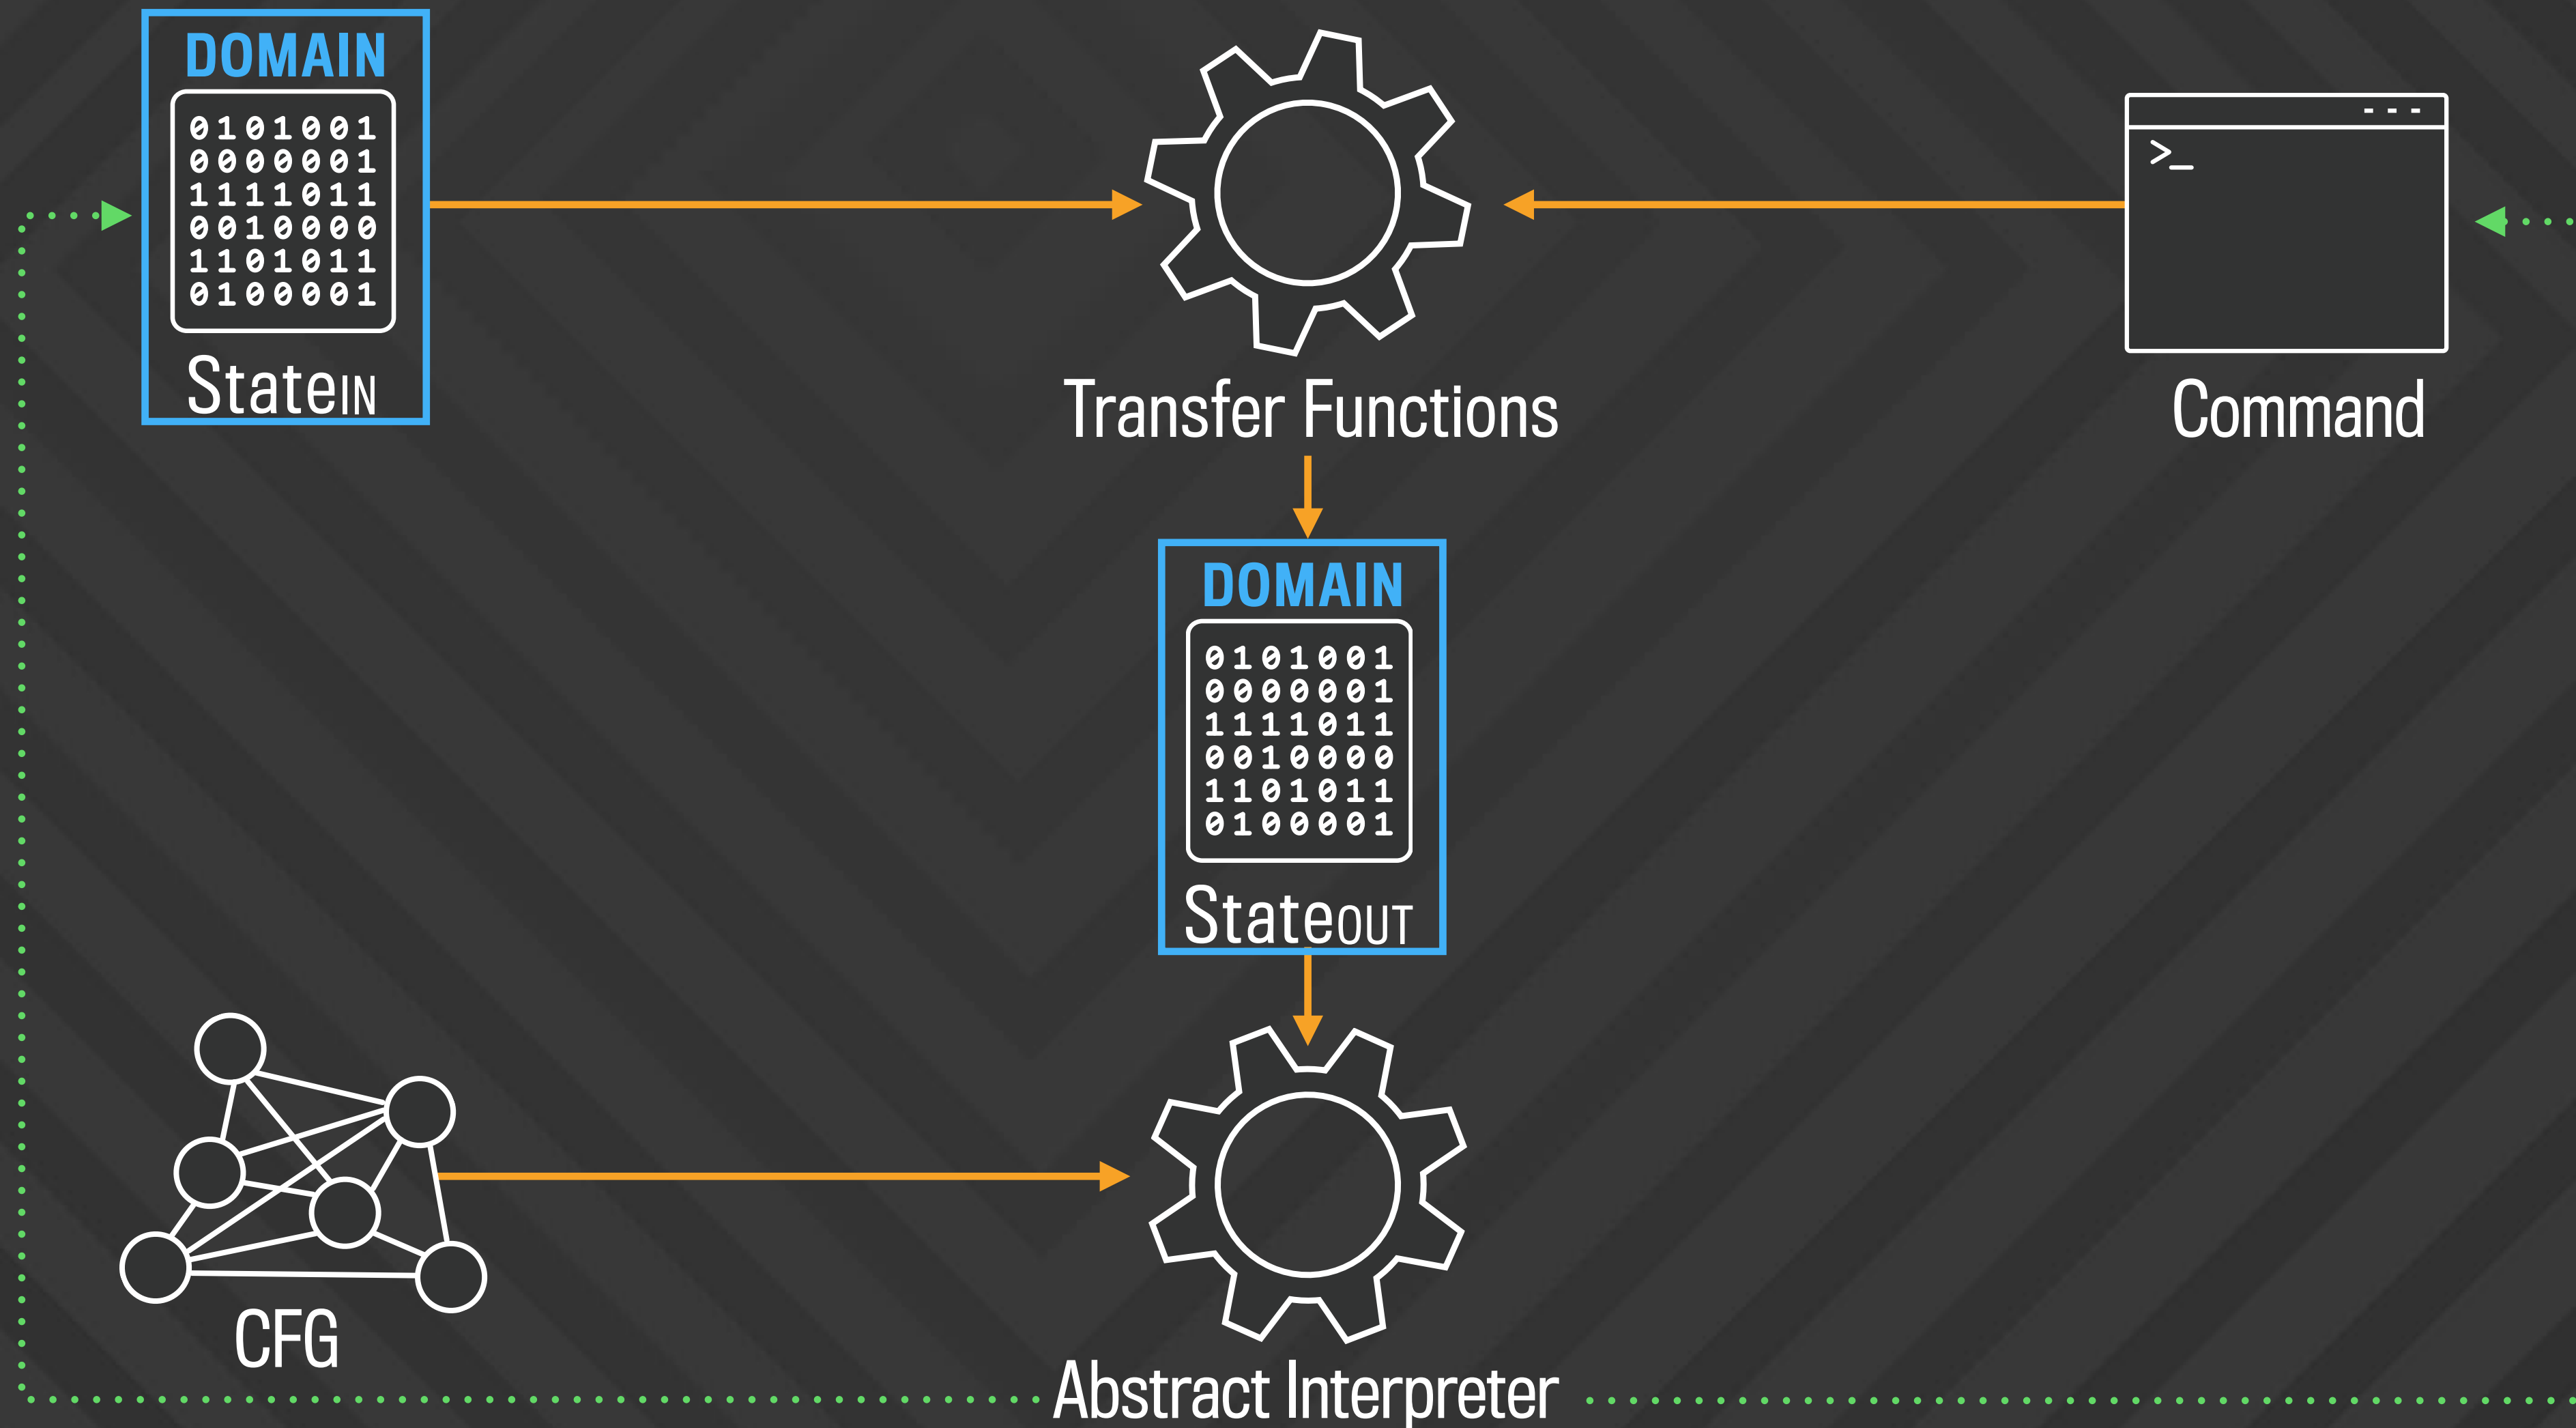 DOMAIN
0101001
0000001
1111011
0010000
1101011
0100001
StateIN
Transfer Functions
>_
Command
DOMAIN
0101001
0000001
1111011
0010000
1101011
0100001
StateOUT
CFG
Abstract Interpreter